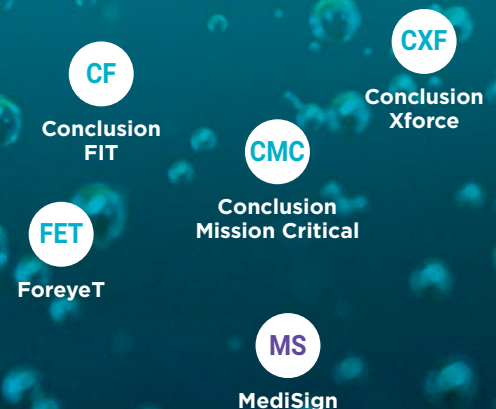 CXF
Conclusion
Xforce
CF
Conclusion
FIT
CMC
Conclusion
Mission Critical
FET
ForeyeT
MS
MediSign